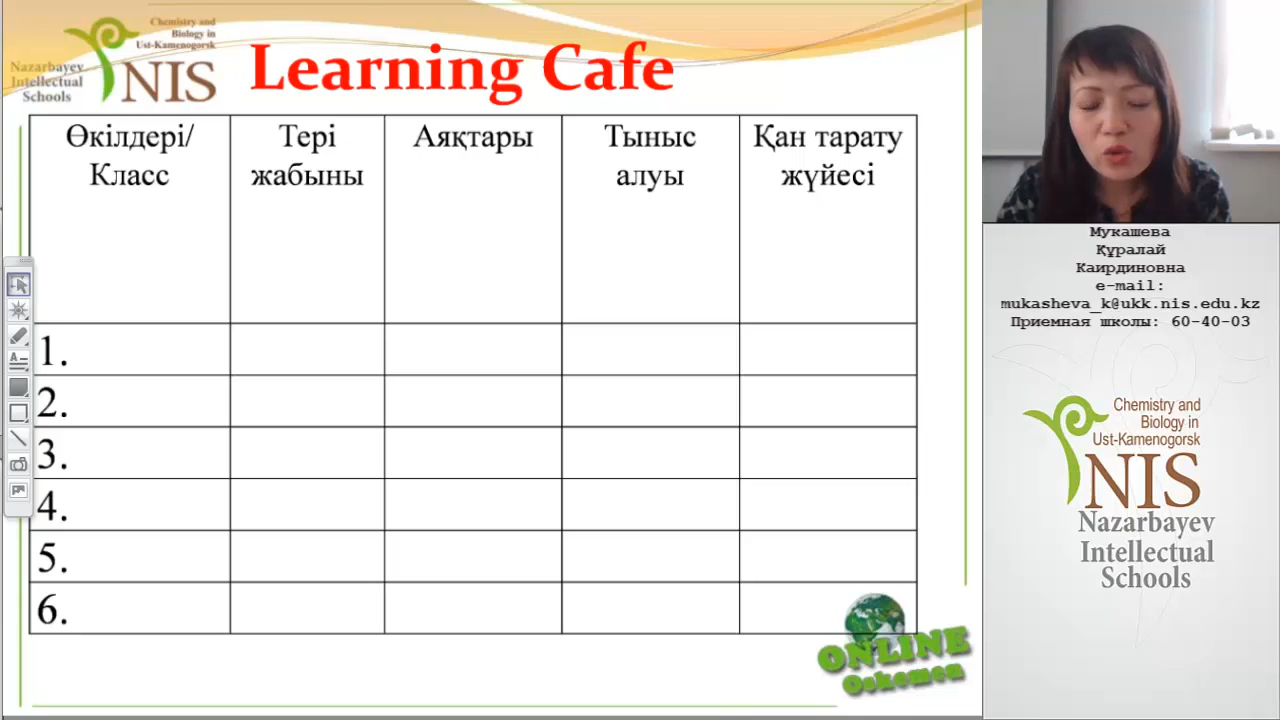 Chemistry and
Biology in
Ust-Kamenogorsk
Nazarbayev
Intellectual
Schools
NIS
Learning Cafe
Өкілдері/
Класс
Тері
жабыны
Аяқтары
Тыныс
алуы
Қан тарату
жүйесі
1.
2.
3.
4.
5.
6.
ONLINE
Oskemen
Мукашева
Құралай
Каирдиновна
e-mail:
mukasheva_k@ukk.nis.edu.kz
Приемная школы: 60-40-03
Chemistry and
Biology in
Ust-Kamenogorsk
NIS
Nazarbayev
Intellectual
Schools